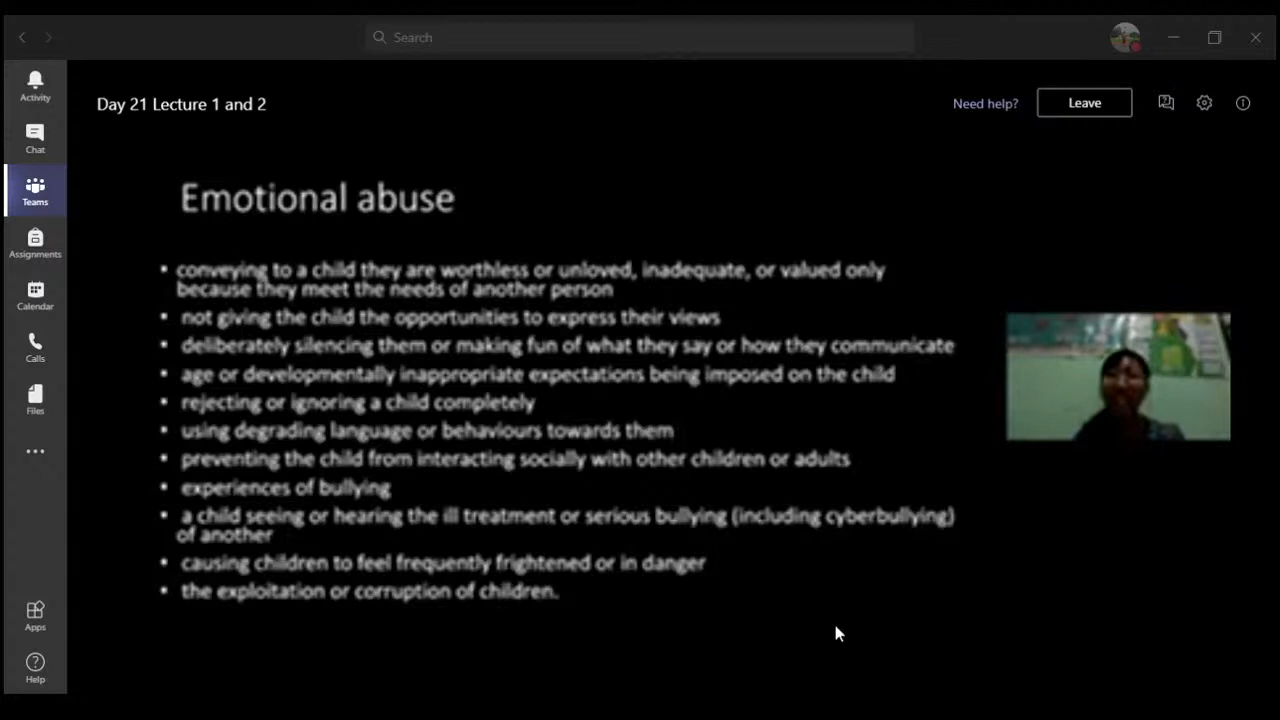 Search
Activity
Day 21 Lecture 1 and 2
Need help?
Leave
Chat
Teams
Emotional abuse
Assignments
• conveying to a child they are worthless or unloved, inadequate, or valued only
because they meet the needs of another person
Calendar
• not giving the child the opportunities to express their views
• deliberately silencing them or making fun of what they say or how they communicate
Calls
• age or developmentally inappropriate expectations being imposed on the child
• rejecting or ignoring a child completely
Files
• using degrading language or behaviours towards them
• preventing the child from interacting socially with other children or adults
• experiences of bullying
• a child seeing or hearing the ill treatment or serious bullying (including cyberbullying)
of another
• causing children to feel frequently frightened or in danger
• the exploitation or corruption of children.
Apps
Help